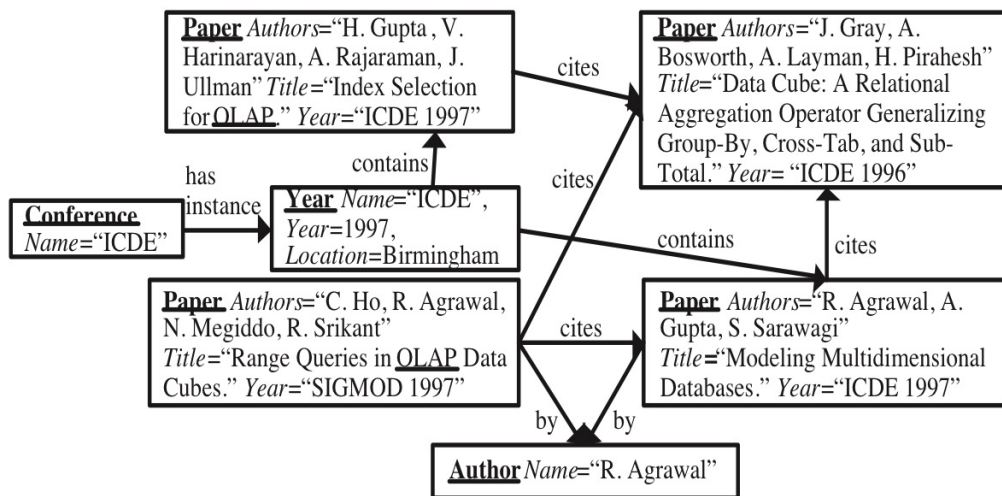 Paper Authors=“H. Gupta , V.
Harinarayan, A. Rajaraman, J.
Ullman” Title=“Index Selection
for OLAP.” Year=“ICDE 1997”
cites
Paper Authors=“J. Gray, A.
Bosworth, A. Layman, H. Pirahesh”
Title=“Data Cube: A Relational
Aggregation Operator Generalizing
Group-By, Cross-Tab, and Sub-
Total.” Year= “ICDE 1996”
contains
cites
has
instance
Conference
Name=“ICDE”
Year Name=“ICDE”,
Year=1997,
Location=Birmingham
contains
cites
Paper Authors=“C. Ho, R. Agrawal,
N. Megiddo, R. Srikant”
Title=“Range Queries in OLAP Data
Cubes.” Year=“SIGMOD 1997”
cites
Paper Authors=“R. Agrawal, A.
Gupta, S. Sarawagi”
Title=“Modeling Multidimensional
Databases.” Year=“ICDE 1997”
by
by
Author Name=“R. Agrawal”